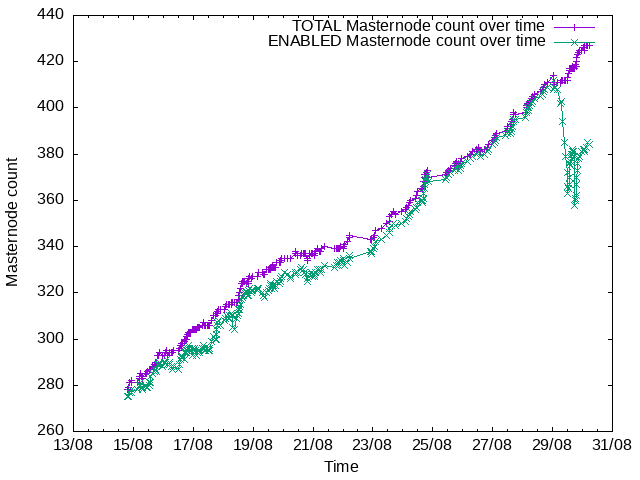 440
420
400
380
360
340
320
300
280
260
13/08 15/08 17/08 19/08 21/08 23/08 25/08 27/08 29/08 31/08
Masternode count
Time
TOTAL Masternode count over time
ENABLED Masternode count over time